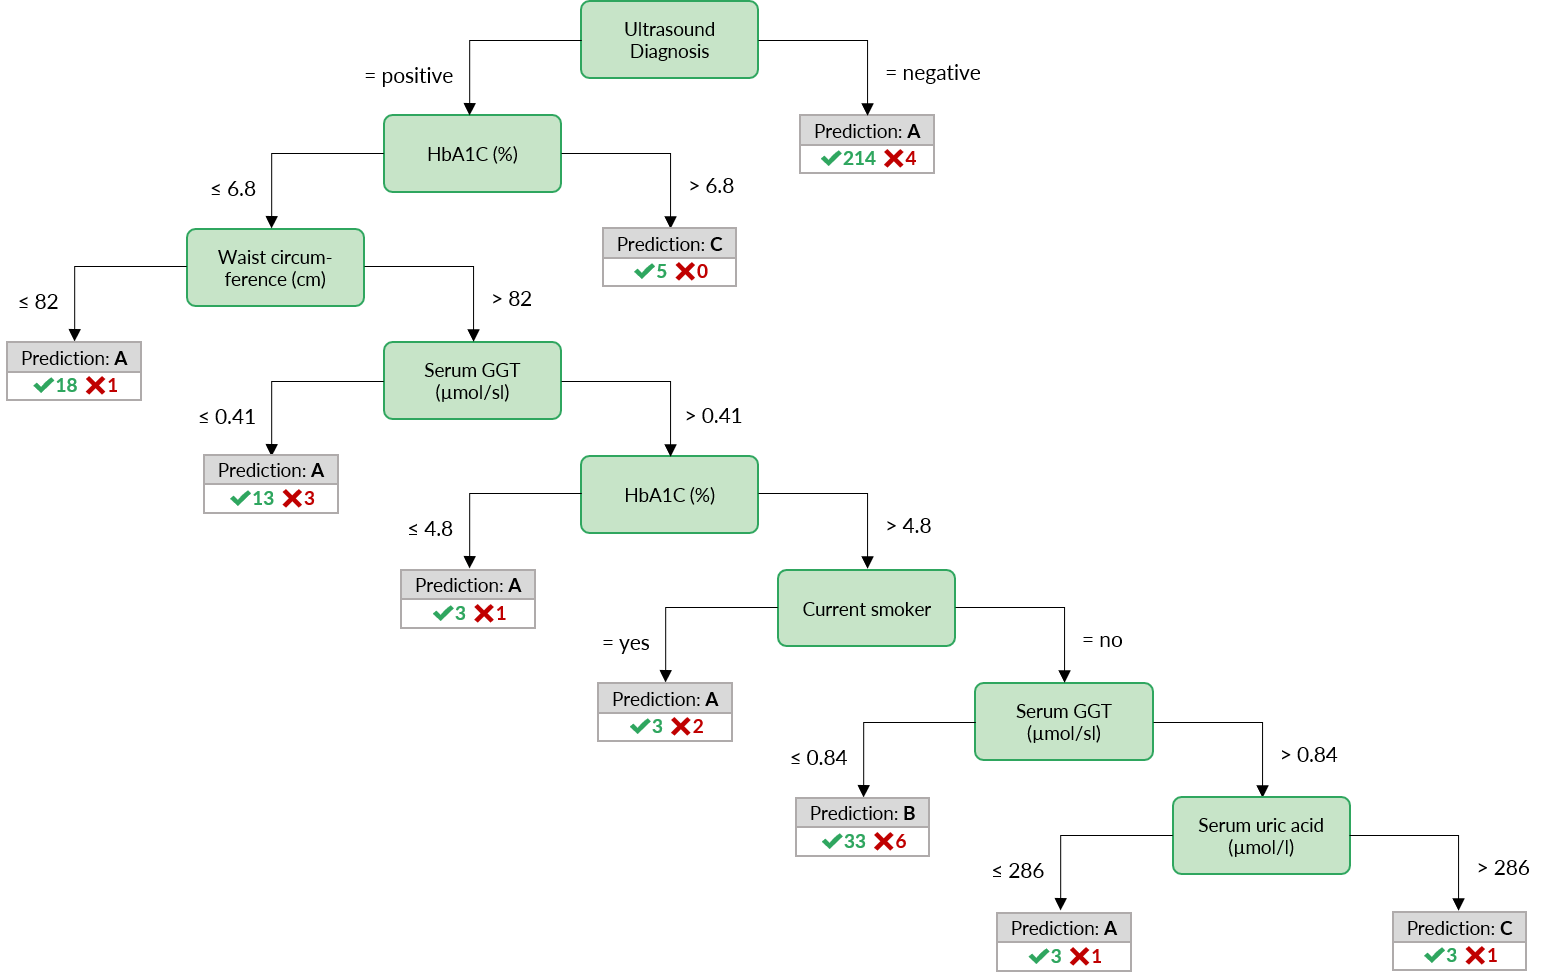 Ultrasound
Diagnosis
= positive
= negative
HbA1C (%)
Prediction: A
214 4
≤ 6.8
> 6.8
Waist circum-
ference (cm)
Prediction: C
5 0
≤ 82
> 82
Prediction: A
18 1
Serum GGT
(µmol/sl)
≤ 0.41
> 0.41
Prediction: A
13 3
HbA1C (%)
≤ 4.8
> 4.8
Prediction: A
3 1
Current smoker
= yes
= no
Prediction: A
3 2
Serum GGT
(µmol/sl)
≤ 0.84
> 0.84
Prediction: B
33 6
Serum uric acid
(µmol/l)
≤ 286
> 286
Prediction: A
3 1
Prediction: C
3 1